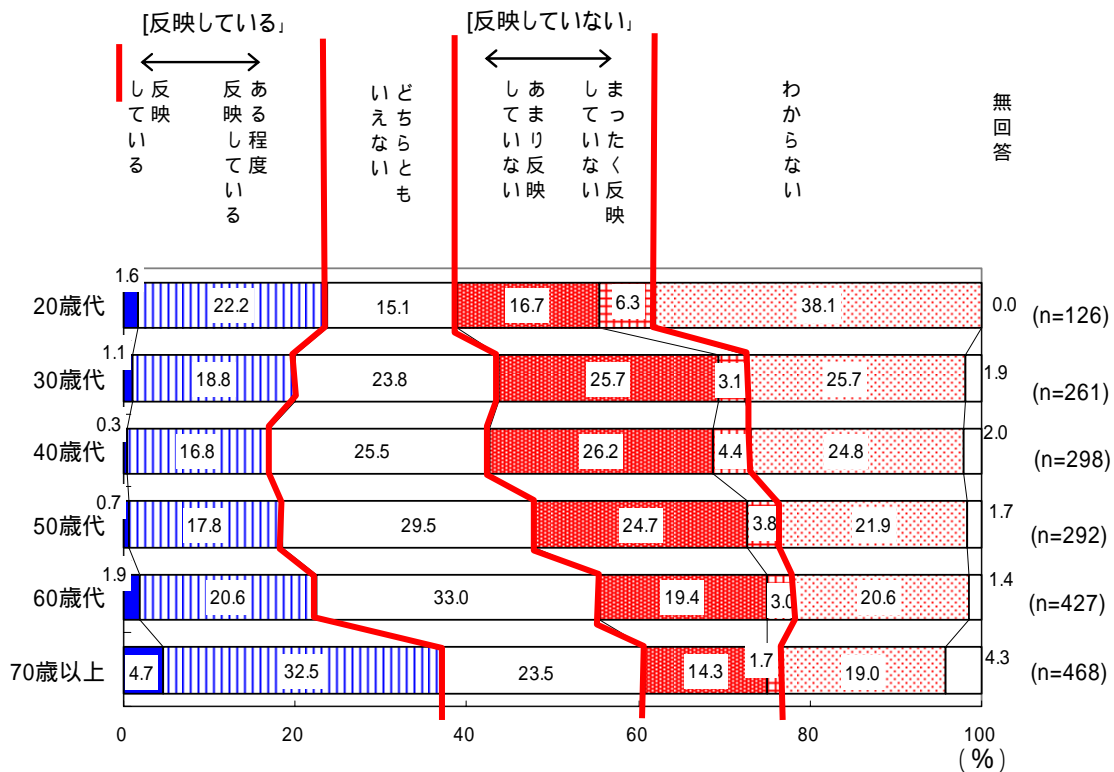 [反映している」
[反映していない」
反映
している
ある程度
反映している
どちらとも
いえない
あまり反映
していない
まったく反映
していない
わからない
無回答
20歳代 1.6 22.2 15.1 16.7 6.3 38.1 0.0 (n=126)
30歳代 1.1 18.8 23.8 25.7 3.1 25.7 1.9 (n=261)
40歳代 0.3 16.8 25.5 26.2 4.4 24.8 2.0 (n=298)
50歳代 0.7 17.8 29.5 24.7 3.8 21.9 1.7 (n=292)
60歳代 1.9 20.6 33.0 19.4 3.0 20.6 1.4 (n=427)
70歳以上 4.7 32.5 23.5 14.3 1.7 19.0 4.3 (n=468)
0 20 40 60 80 100
(%)